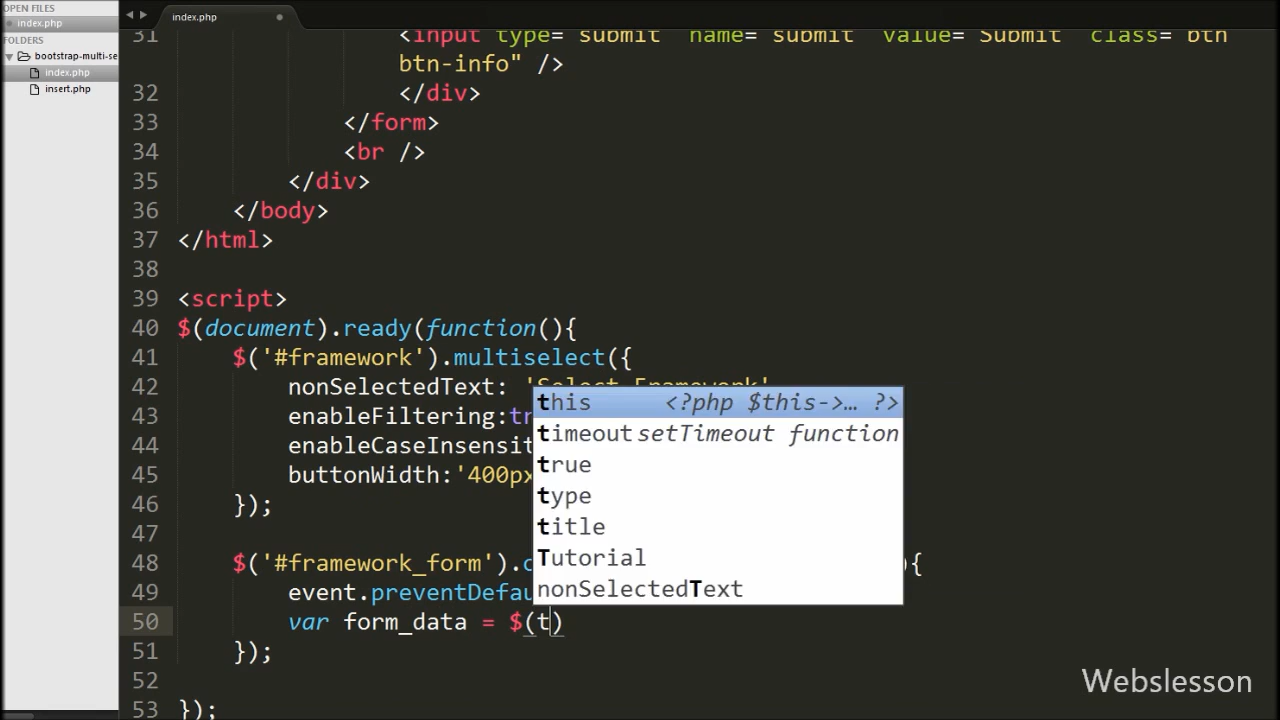 OPEN FILES
index.php
FOLDERS
bootstrap-multi-se
index.php
insert.php
index.php
31 <input type= submit name= submit value= Submit class= btn
btn-info" />
32 </div>
33 </form>
34 <br />
35 </div>
36 </body>
37 </html>
38
39 <script>
40 $(document).ready(function(){
41 $('#framework').multiselect({
42 nonSelectedText: 'Select Framework'
43 enableFiltering:tr
44 enableCaseInsensit
45 buttonWidth:'400px
46 });
47
48 $('#framework_form') ){
49 event.preventDefau
50 var form_data = $(t)
51 });
52
53 });
this <?php $this->… ?>
timeout setTimeout function
true
type
title
Tutorial
nonSelectedText
Webslesson